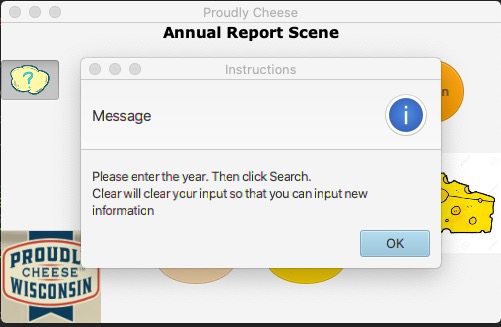 Proudly Cheese
Annual Report Scene
?
Instructions
n
Message
i
Please enter the year. Then click Search.
Clear will clear your input so that you can input new
information
OK
PROUDL
CHEESE
WISCONSIN